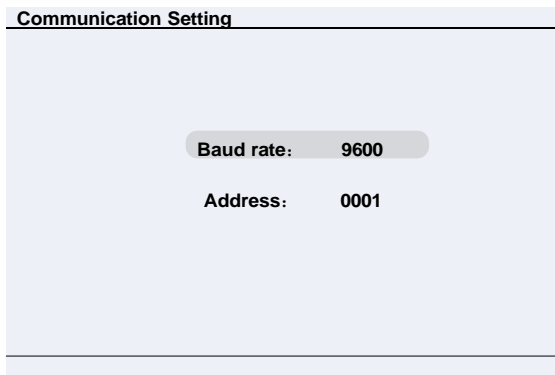 Communication Setting
Baud rate： 9600
Address： 0001